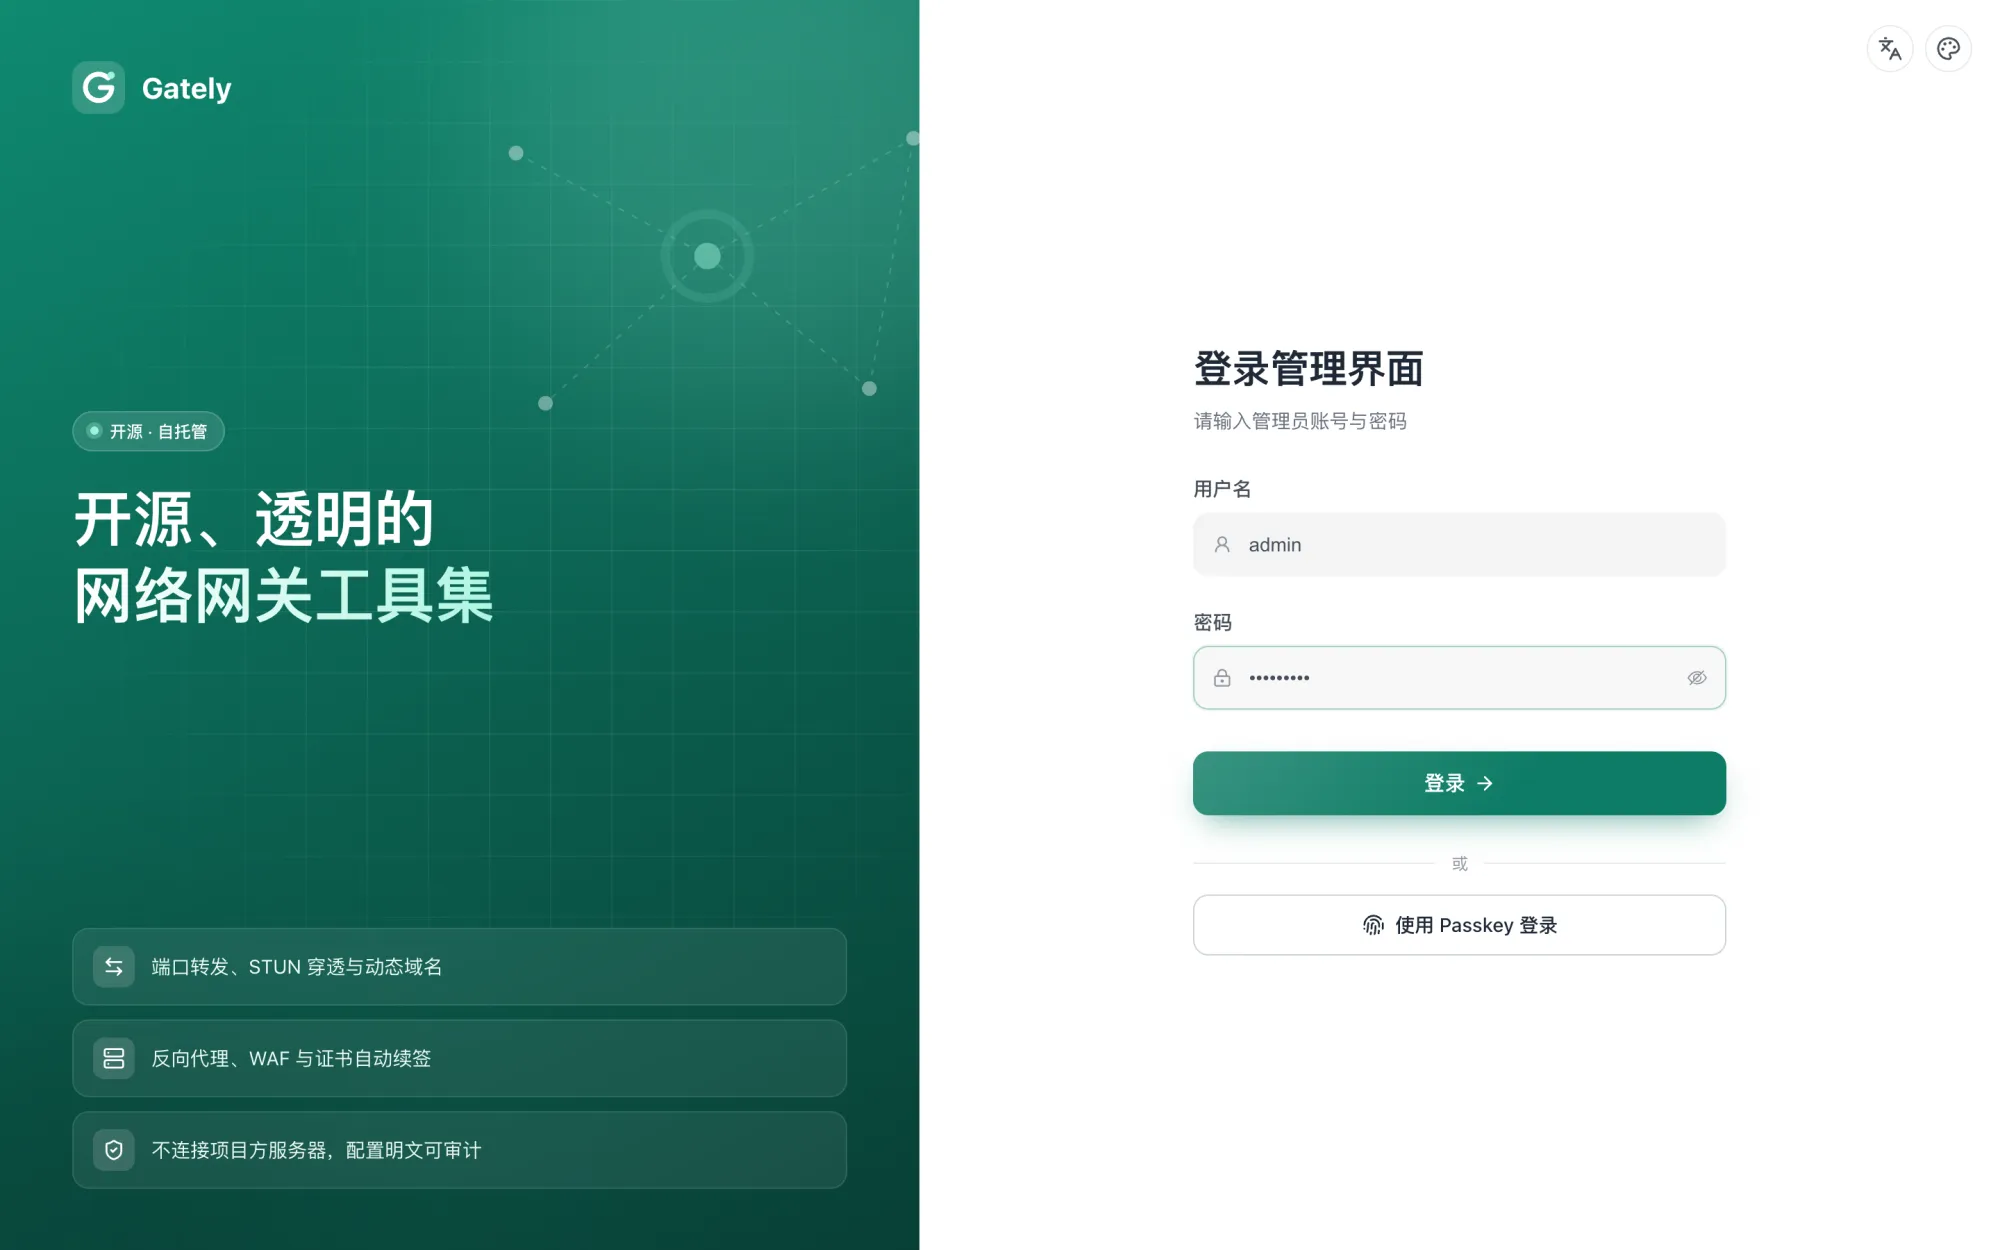 Gately
开源 · 自托管
开源、透明的
网络网关工具集
端口转发、STUN 穿透与动态域名
反向代理、WAF 与证书自动续签
不连接项目方服务器，配置明文可审计
登录管理界面
请输入管理员账号与密码
用户名
admin
密码
•••••••••
登录 →
或
使用 Passkey 登录